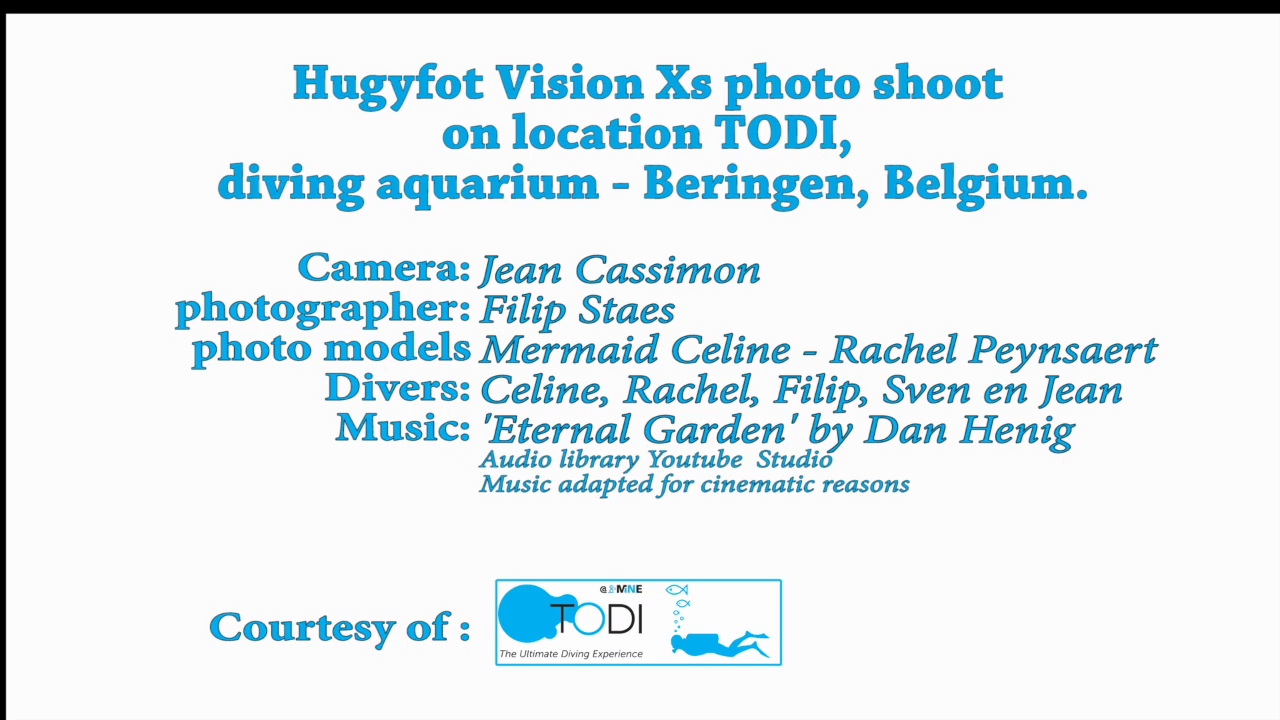 Hugyfot Vision Xs photo shoot
on location TODI,
diving aquarium - Beringen, Belgium.
Camera: Jean Cassimon
photographer: Filip Staes
photo models Mermaid Celine - Rachel Peynsaert
Divers: Celine, Rachel, Filip, Sven en Jean
Music: 'Eternal Garden' by Dan Henig
Audio library Youtube Studio
Music adapted for cinematic reasons
Courtesy of :
MINE
TODI
The Ultimate Diving Experience